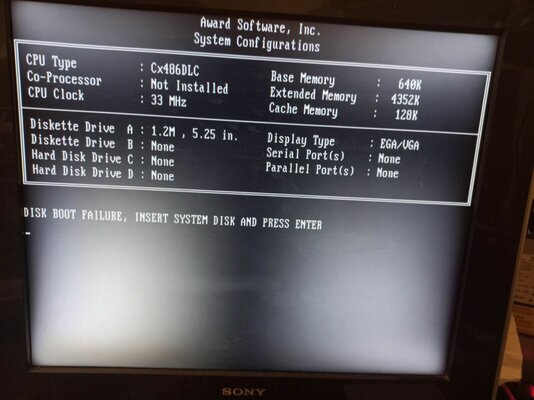 Award Software, Inc.
System Configurations
CPU Type : Cx486DLC
Co-Processor : Not Installed
CPU Clock : 33 MHz
Base Memory : 640K
Extended Memory : 4352K
Cache Memory : 128K
Diskette Drive A : 1.2M , 5.25 in.
Diskette Drive B : None
Hard Disk Drive C : None
Hard Disk Drive D : None
Display Type : EGA/VGA
Serial Port(s) : None
Parallel Port(s) : None
DISK BOOT FAILURE, INSERT SYSTEM DISK AND PRESS ENTER
SONY